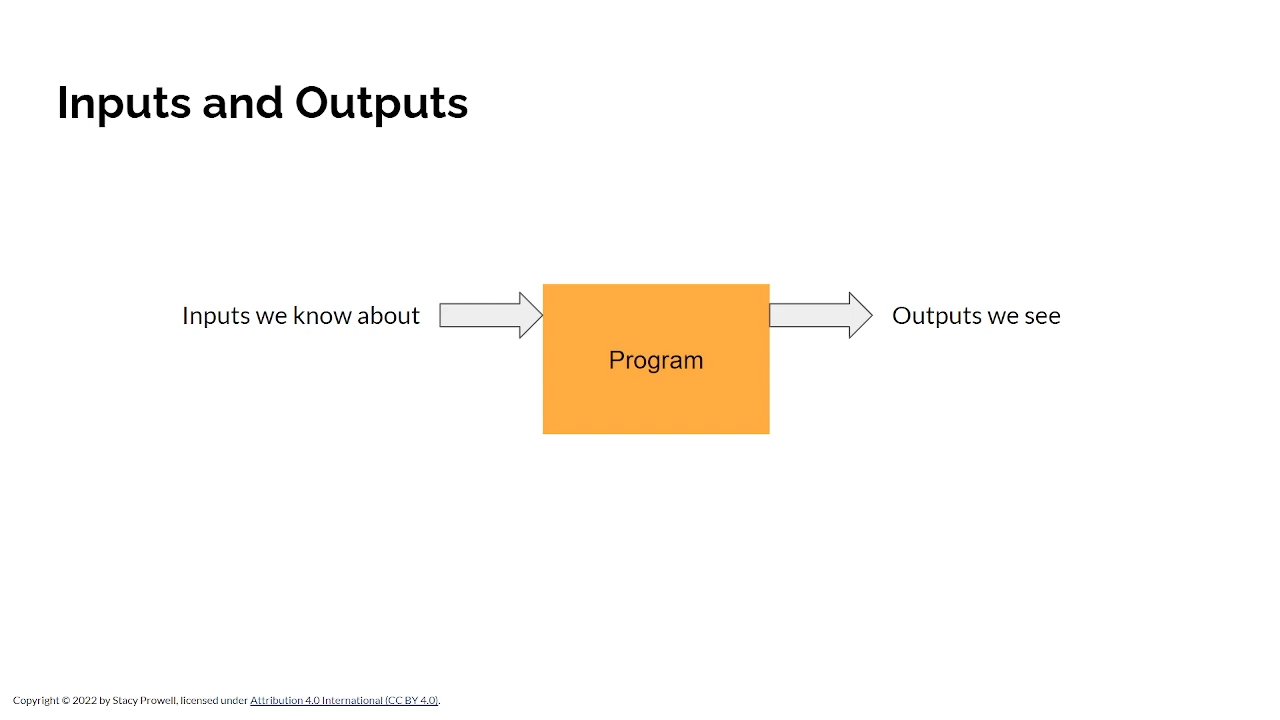 Inputs and Outputs
Inputs we know about
Program
Outputs we see
Copyright © 2022 by Stacy Prowell, licensed under Attribution 4.0 International (CC BY 4.0).